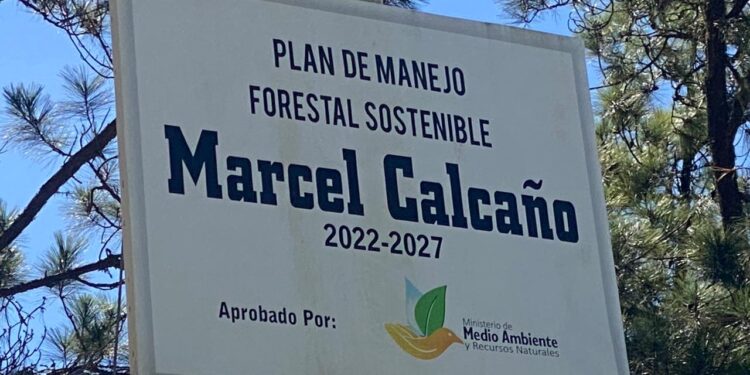 PLAN DE MANEJO
FORESTAL SOSTENIBLE
Marcel Calcaño
2022-2027
Aprobado Por:
Ministerio de
Medio Ambiente
y Recursos Naturales